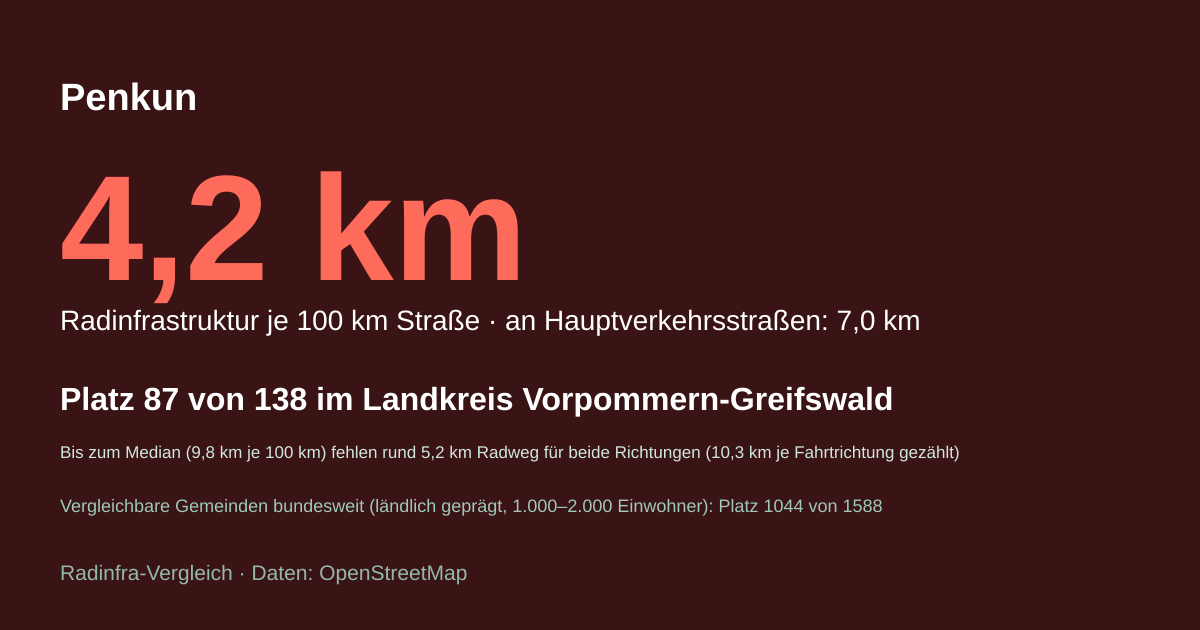 Penkun
4,2 km
Radinfrastruktur je 100 km Straße · an Hauptverkehrsstraßen: 7,0 km
Platz 87 von 138 im Landkreis Vorpommern-Greifswald
Bis zum Median (9,8 km je 100 km) fehlen rund 5,2 km Radweg für beide Richtungen (10,3 km je Fahrtrichtung gezählt)
Vergleichbare Gemeinden bundesweit (ländlich geprägt, 1.000–2.000 Einwohner): Platz 1044 von 1588
Radinfra-Vergleich · Daten: OpenStreetMap